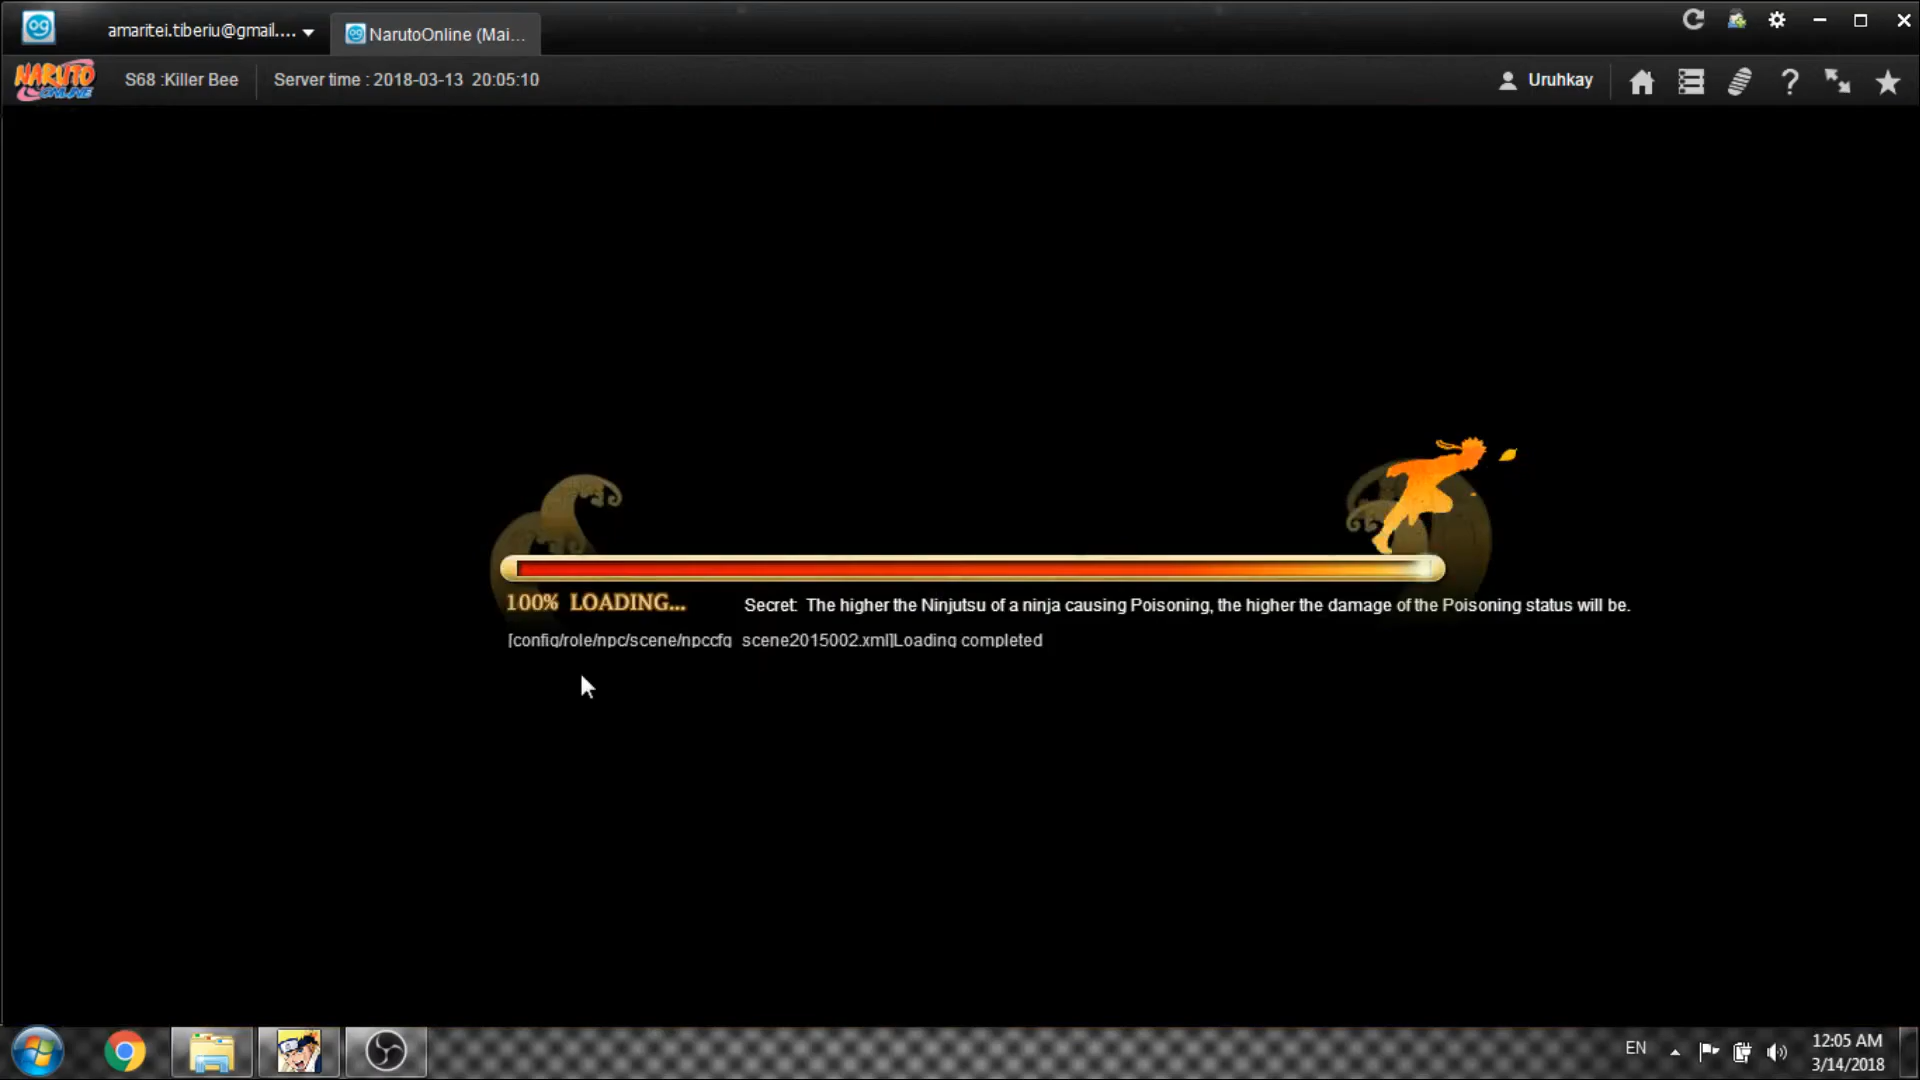 amaritei.tiberiu@gmail.... NarutoOnline (Mai...
NARUTO ONLINE S68 :Killer Bee Server time : 2018-03-13 20:05:10 Uruhkay
100% LOADING... Secret: The higher the Ninjutsu of a ninja causing Poisoning, the higher the damage of the Poisoning status will be.
[config/role/npc/scene/npccfg_scene2015002.xml]Loading completed
EN 12:05 AM
3/14/2018